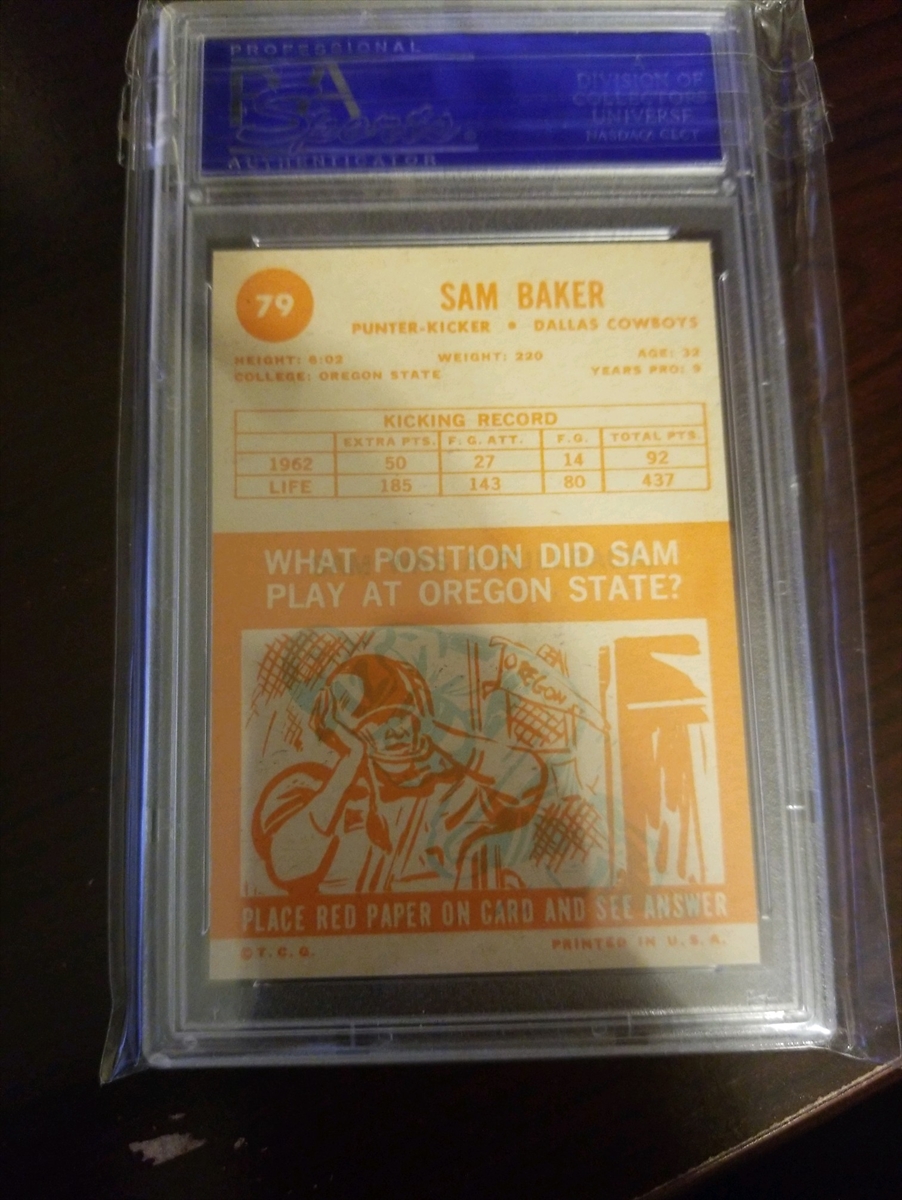 PROFESSIONAL
PSA
Sports
AUTHENTICATOR
DIVISION OF
COLLECTORS
UNIVERSE
NASDAQ: CLCT
79
SAM BAKER
PUNTER-KICKER • DALLAS COWBOYS
HEIGHT: 6:02 WEIGHT: 220 AGE: 32
COLLEGE: OREGON STATE YEARS PRO: 9
KICKING RECORD
EXTRA PTS. F.G. ATT. F.G. TOTAL PTS.
1962 50 27 14 92
LIFE 185 143 80 437
WHAT POSITION DID SAM
PLAY AT OREGON STATE?
OREGON
PLACE RED PAPER ON CARD AND SEE ANSWER
©T.C.G. PRINTED IN U.S.A.